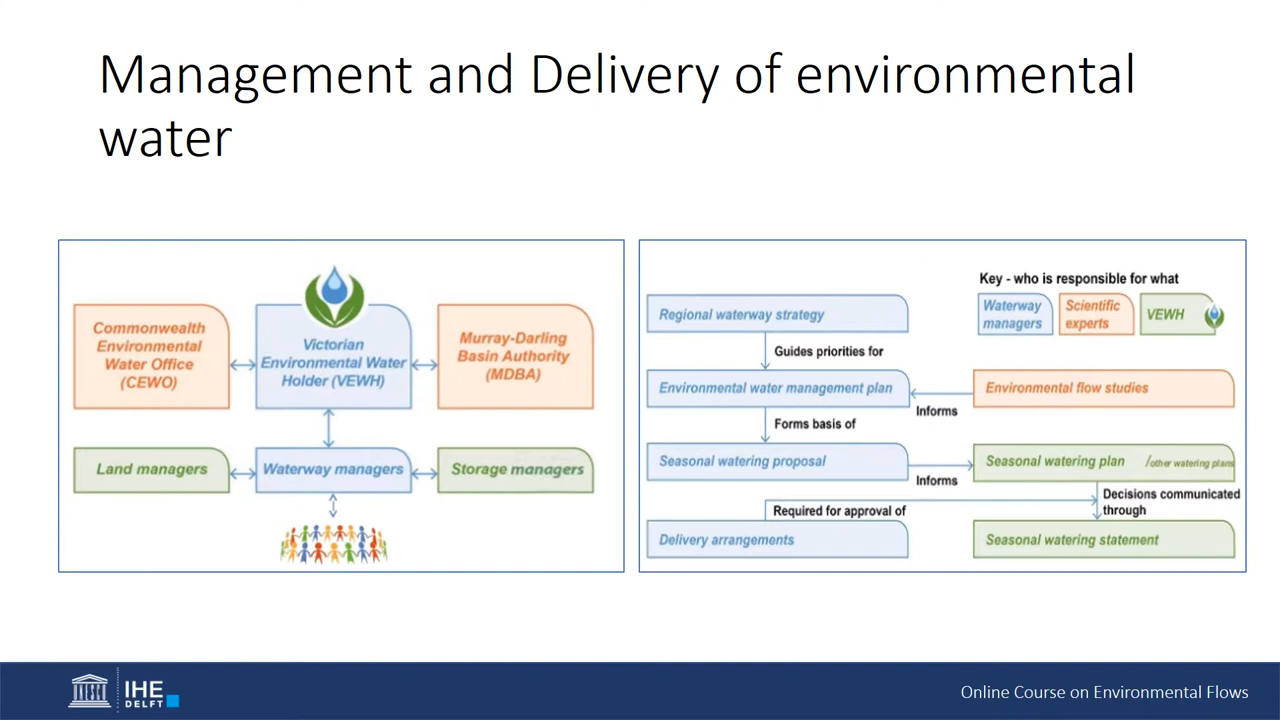 Management and Delivery of environmental
water
Commonwealth
Environmental
Water Office
(CEWO)
Victorian
Environmental Water
Holder (VEWH)
Murray-Darling
Basin Authority
(MDBA)
Land managers
Waterway managers
Storage managers
Key - who is responsible for what
Waterway
managers
Scientific
experts
VEWH
Regional waterway strategy
Guides priorities for
Environmental water management plan
Environmental flow studies
Informs
Forms basis of
Seasonal watering proposal
Seasonal watering plan /other watering plans
Informs
Decisions communicated
through
Required for approval of
Delivery arrangements
Seasonal watering statement
UNESCO
IHE
DELFT
Online Course on Environmental Flows